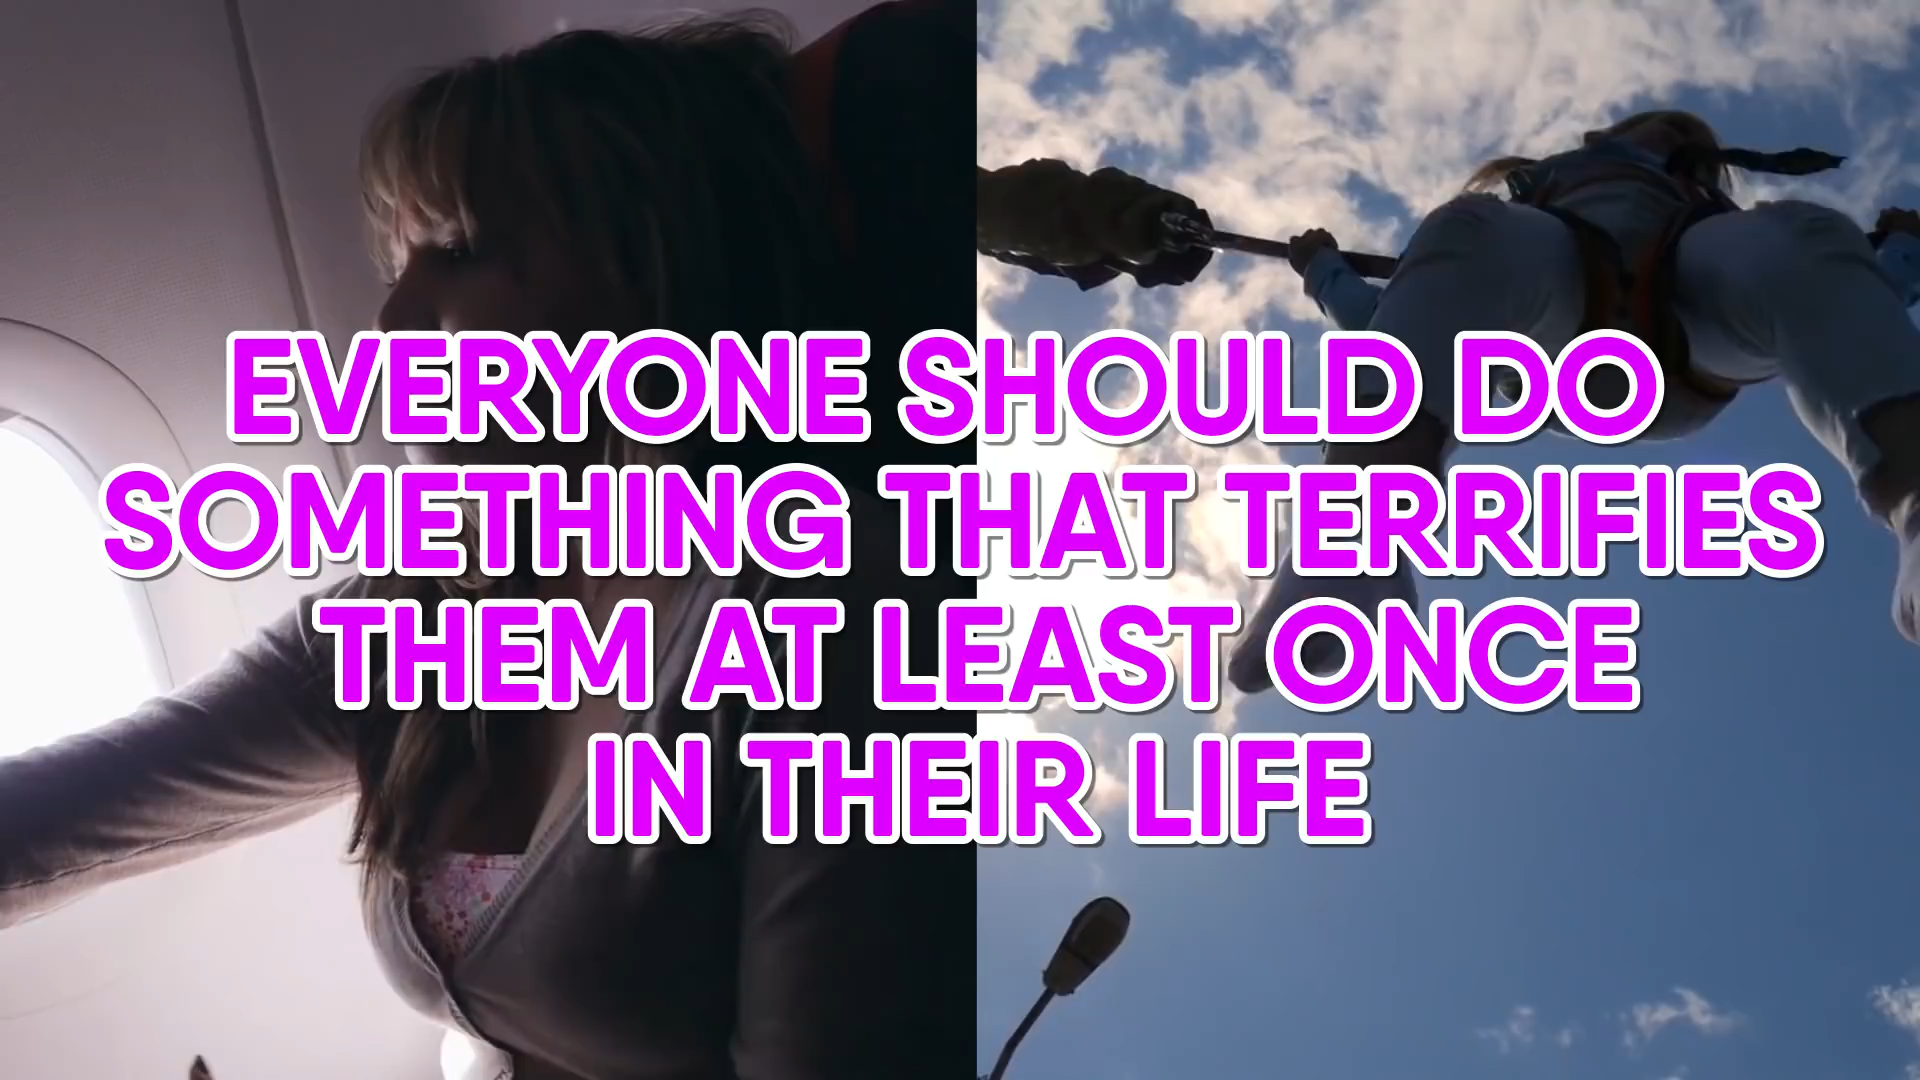 EVERYONE SHOULD DO
SOMETHING THAT TERRIFIES
THEM AT LEAST ONCE
IN THEIR LIFE